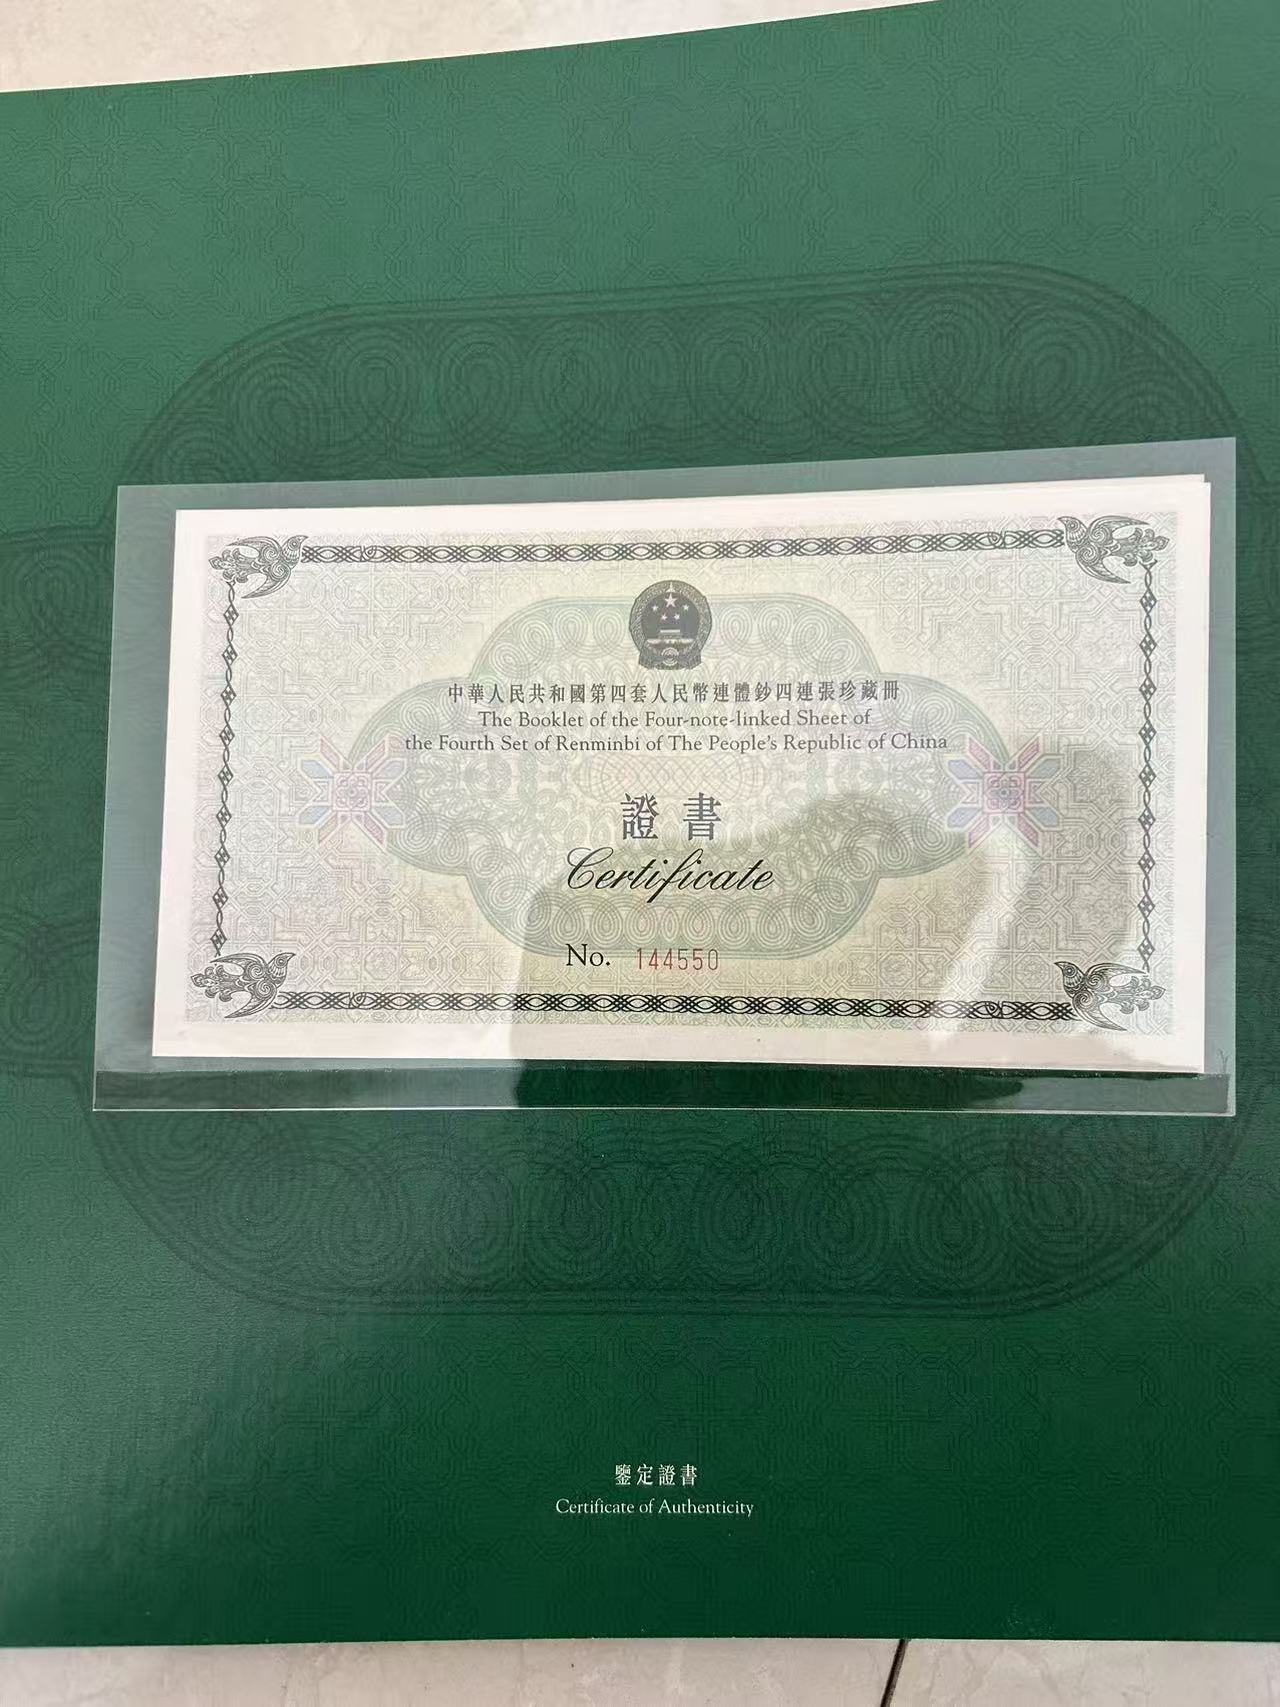 中華人民共和國第四套人民幣連體鈔四連張珍藏冊
The Booklet of the Four-note-linked Sheet of
the Fourth Set of Renminbi of The People's Republic of China
證書
Certificate
No. 144550
鑒定證書
Certificate of Authenticity